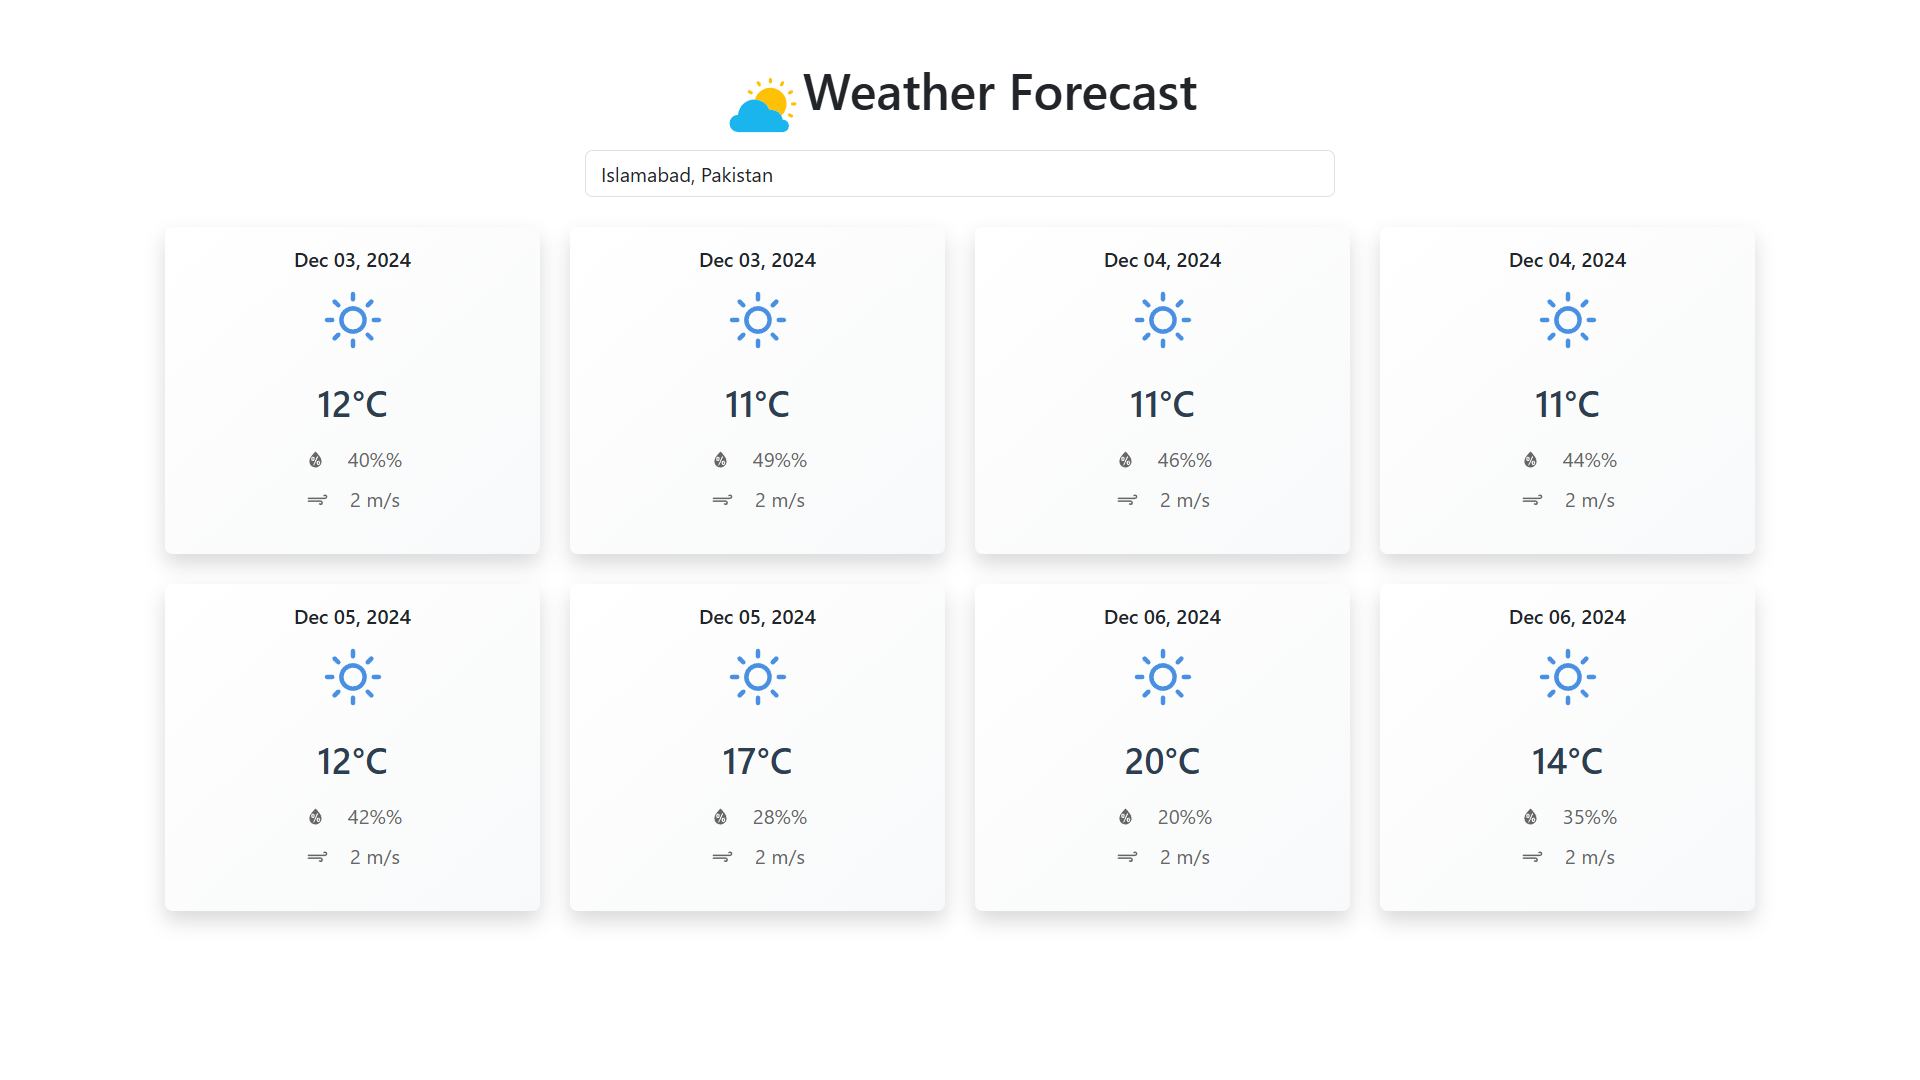 Weather Forecast
Islamabad, Pakistan
Dec 03, 2024
12°C
40%%
2 m/s
Dec 03, 2024
11°C
49%%
2 m/s
Dec 04, 2024
11°C
46%%
2 m/s
Dec 04, 2024
11°C
44%%
2 m/s
Dec 05, 2024
12°C
42%%
2 m/s
Dec 05, 2024
17°C
28%%
2 m/s
Dec 06, 2024
20°C
20%%
2 m/s
Dec 06, 2024
14°C
35%%
2 m/s